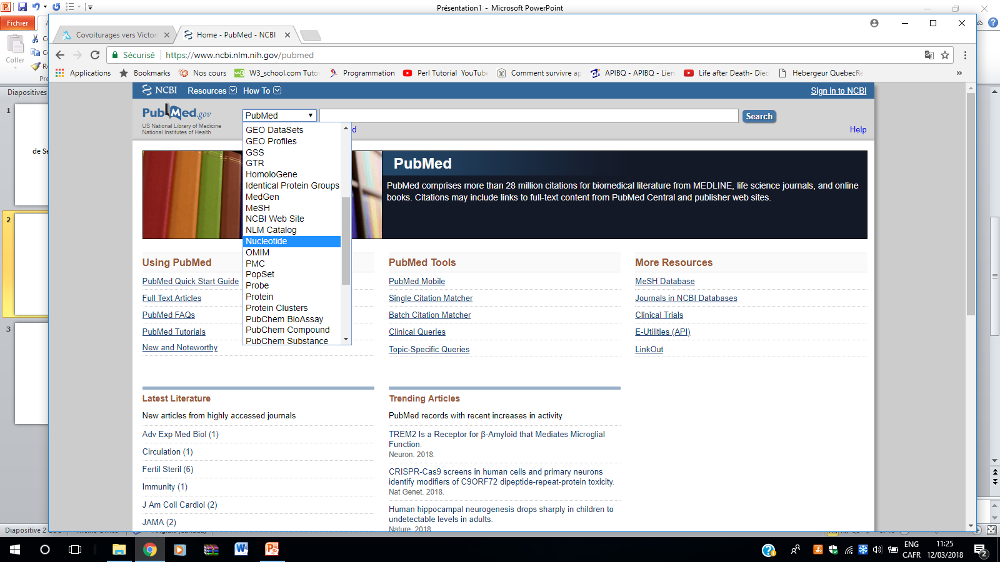 Présentation1 - Microsoft PowerPoint
Fichier
Coller
Diapositives
1
de Se
2
3
Diapositive 2
Covoiturages vers Victori
Home - PubMed - NCBI
Sécurisé
https://www.ncbi.nlm.nih.gov/pubmed
Applications
Bookmarks
Nos cours
W3_school.com Tutor
Programmation
Perl Tutorial YouTube
Comment survivre ap
APIBQ - APIBQ - Lien
Life after Death- Died
Hebergeur QuebecRe
NCBI Resources How To
Sign in to NCBI
PubMed.gov
US National Library of Medicine
National Institutes of Health
PubMed
Search
Help
GEO DataSets
GEO Profiles
GSS
GTR
HomoloGene
Identical Protein Groups
MedGen
MeSH
NCBI Web Site
NLM Catalog
Nucleotide
OMIM
PMC
PopSet
Probe
Protein
Protein Clusters
PubChem BioAssay
PubChem Compound
PubChem Substance
PubMed
PubMed comprises more than 28 million citations for biomedical literature from MEDLINE, life science journals, and online
books. Citations may include links to full-text content from PubMed Central and publisher web sites.
Using PubMed
PubMed Quick Start Guide
Full Text Articles
PubMed FAQs
PubMed Tutorials
New and Noteworthy
PubMed Tools
PubMed Mobile
Single Citation Matcher
Batch Citation Matcher
Clinical Queries
Topic-Specific Queries
More Resources
MeSH Database
Journals in NCBI Databases
Clinical Trials
E-Utilities (API)
LinkOut
Latest Literature
New articles from highly accessed journals
Adv Exp Med Biol (1)
Circulation (1)
Fertil Steril (6)
Immunity (1)
J Am Coll Cardiol (2)
JAMA (2)
Trending Articles
PubMed records with recent increases in activity
TREM2 Is a Receptor for β-Amyloid that Mediates Microglial
Function.
Neuron. 2018.
CRISPR-Cas9 screens in human cells and primary neurons
identify modifiers of C9ORF72 dipeptide-repeat-protein toxicity.
Nat Genet. 2018.
Human hippocampal neurogenesis drops sharply in children to
undetectable levels in adults.
Nature. 2018
ENG
CAFR
11:25
12/03/2018
2